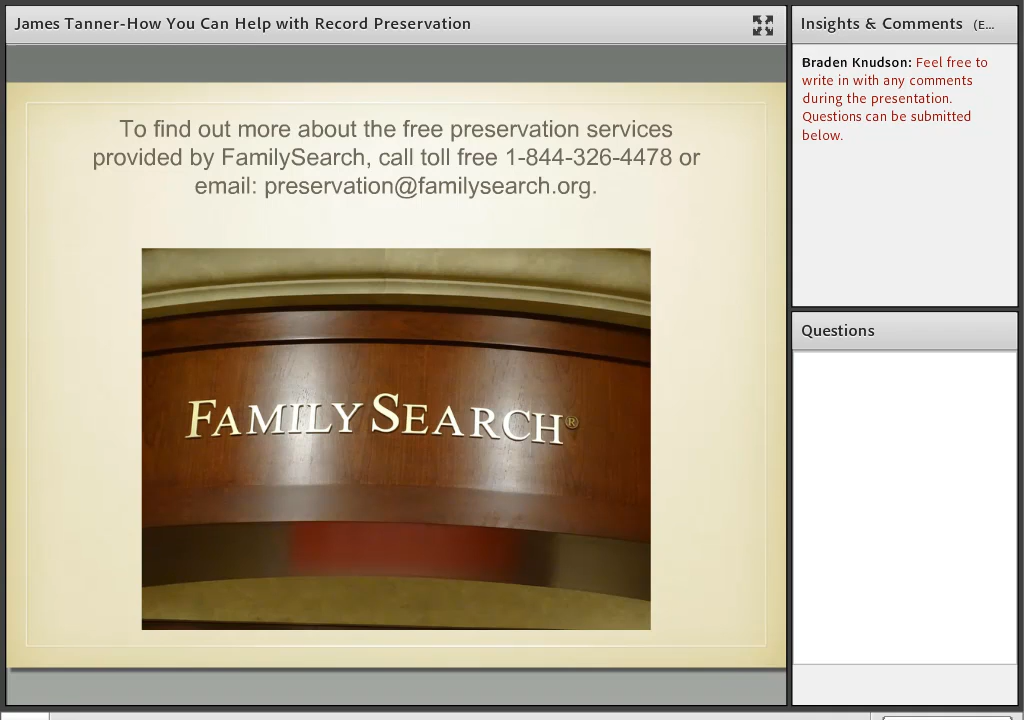 James Tanner-How You Can Help with Record Preservation
To find out more about the free preservation services
provided by FamilySearch, call toll free 1-844-326-4478 or
email: preservation@familysearch.org.
FAMILYSEARCH®
Insights & Comments (E...
Braden Knudson: Feel free to
write in with any comments
during the presentation.
Questions can be submitted
below.
Questions